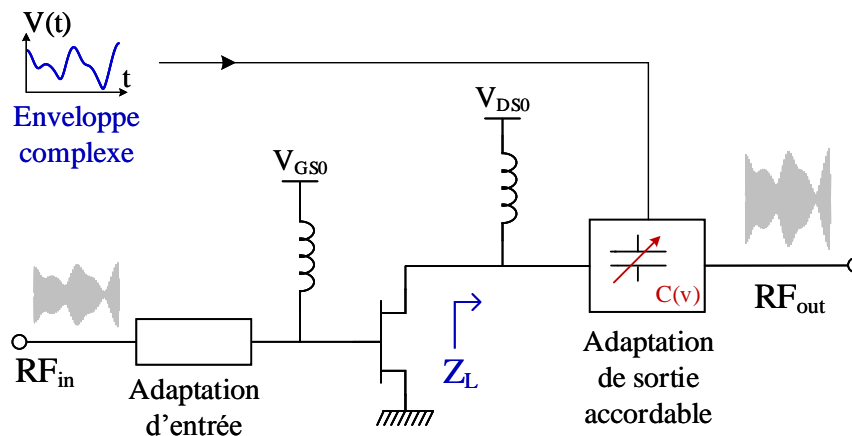 V(t)
t
Enveloppe
complexe
V_DS0
V_GS0
C(v)
RF_in
RF_out
Z_L
Adaptation
d'entrée
Adaptation
de sortie
accordable